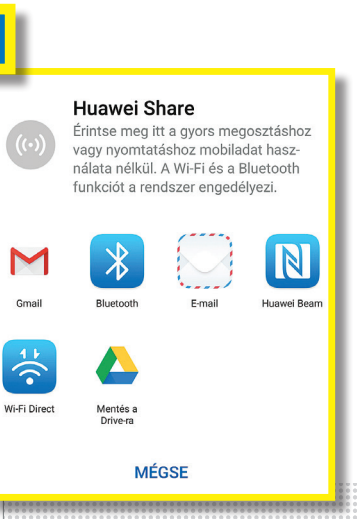 Huawei Share
Érintse meg itt a gyors megosztáshoz
vagy nyomtatáshoz mobiladat hasz-
nálata nélkül. A Wi-Fi és a Bluetooth
funkciót a rendszer engedélyezi.
Gmail Bluetooth E-mail Huawei Beam
Wi-Fi Direct Mentés a
Drive-ra
MÉGSE